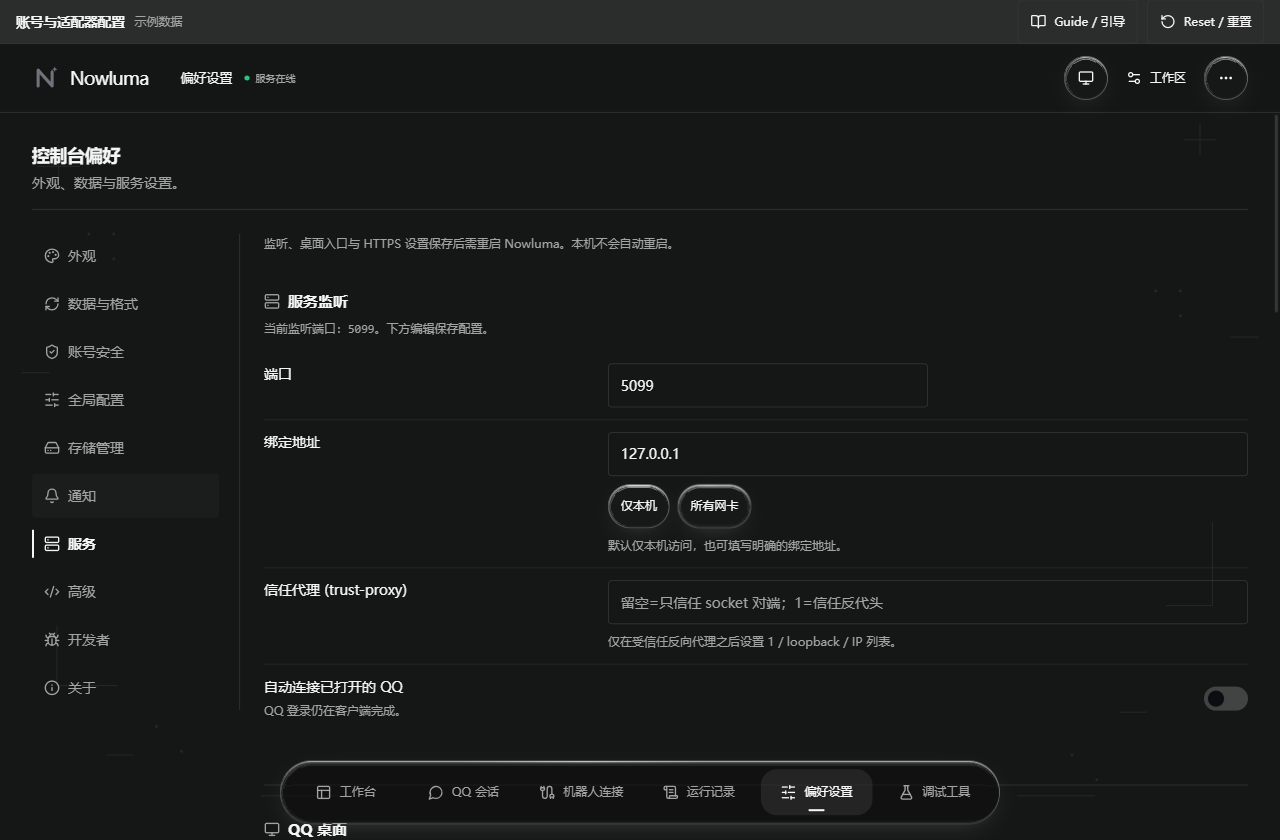 账号与适配器配置 示例数据 Guide / 引导 Reset / 重置
Nowluma 偏好设置 服务在线 工作区
控制台偏好
外观、数据与服务设置。
外观
数据与格式
账号安全
全局配置
存储管理
通知
服务
高级
开发者
关于
监听、桌面入口与 HTTPS 设置保存后需重启 Nowluma。本机不会自动重启。
服务监听
当前监听端口：5099。下方编辑保存配置。
端口
5099
绑定地址
127.0.0.1
仅本机 所有网卡
默认仅本机访问，也可填写明确的绑定地址。
信任代理 (trust-proxy)
留空=只信任 socket 对端；1=信任反代头
仅在受信任反向代理之后设置 1 / loopback / IP 列表。
自动连接已打开的 QQ
QQ 登录仍在客户端完成。
QQ 桌面
工作台 QQ 会话 机器人连接 运行记录 偏好设置 调试工具